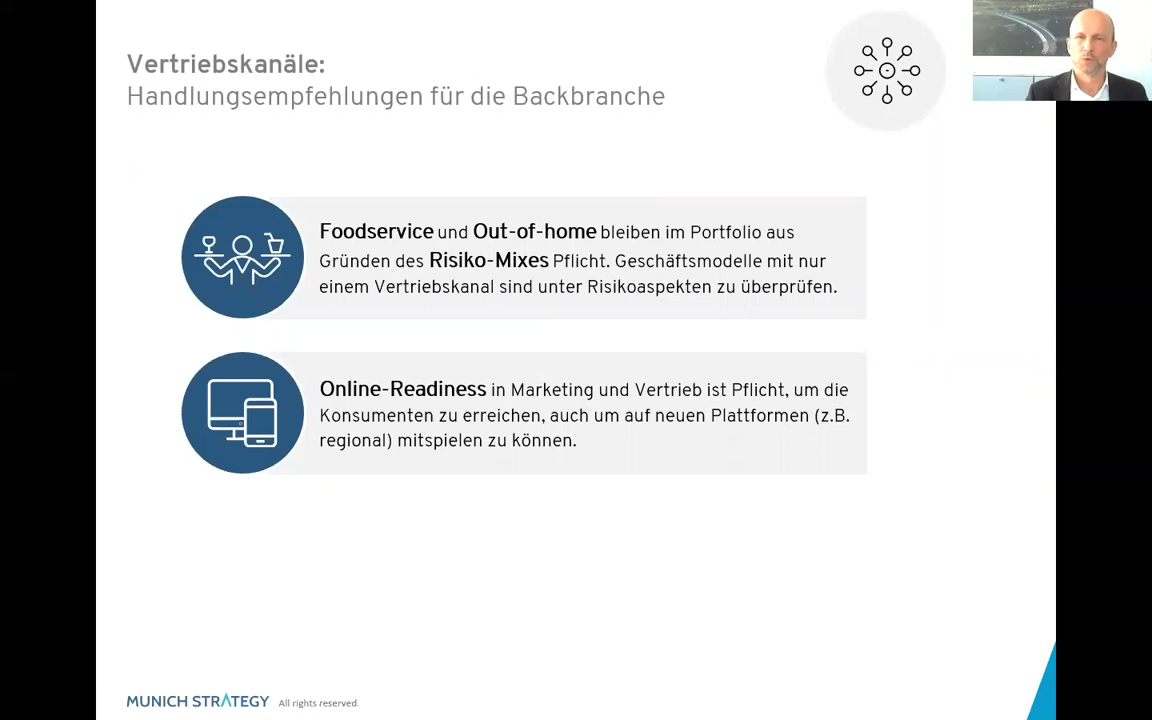 Vertriebskanäle:
Handlungsempfehlungen für die Backbranche
Foodservice und Out-of-home bleiben im Portfolio aus
Gründen des Risiko-Mixes Pflicht. Geschäftsmodelle mit nur
einem Vertriebskanal sind unter Risikoaspekten zu überprüfen.
Online-Readiness in Marketing und Vertrieb ist Pflicht, um die
Konsumenten zu erreichen, auch um auf neuen Plattformen (z.B.
regional) mitspielen zu können.
MUNICH STRATEGY All rights reserved.